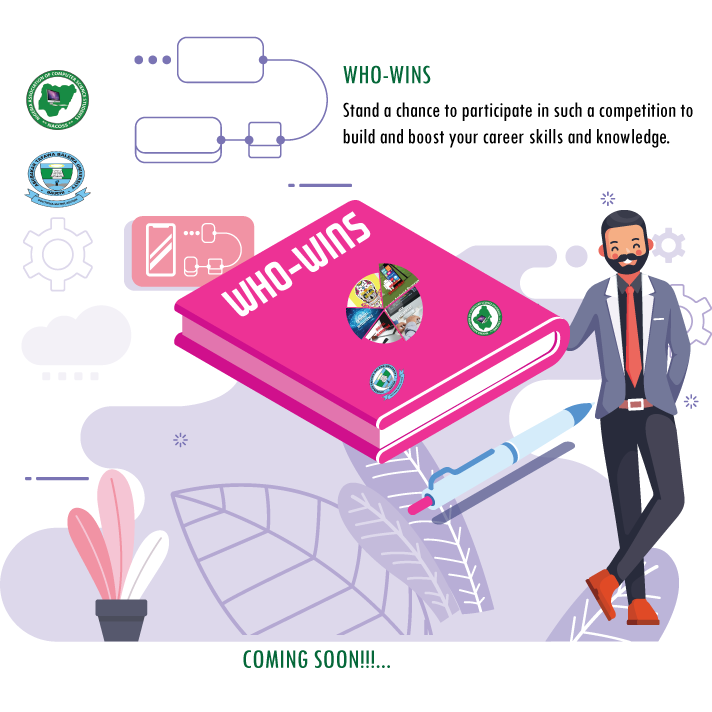 WHO-WINS
Stand a chance to participate in such a competition to
build and boost your career skills and knowledge.
NACOSS
WHO-WINS
COMING SOON!!!...